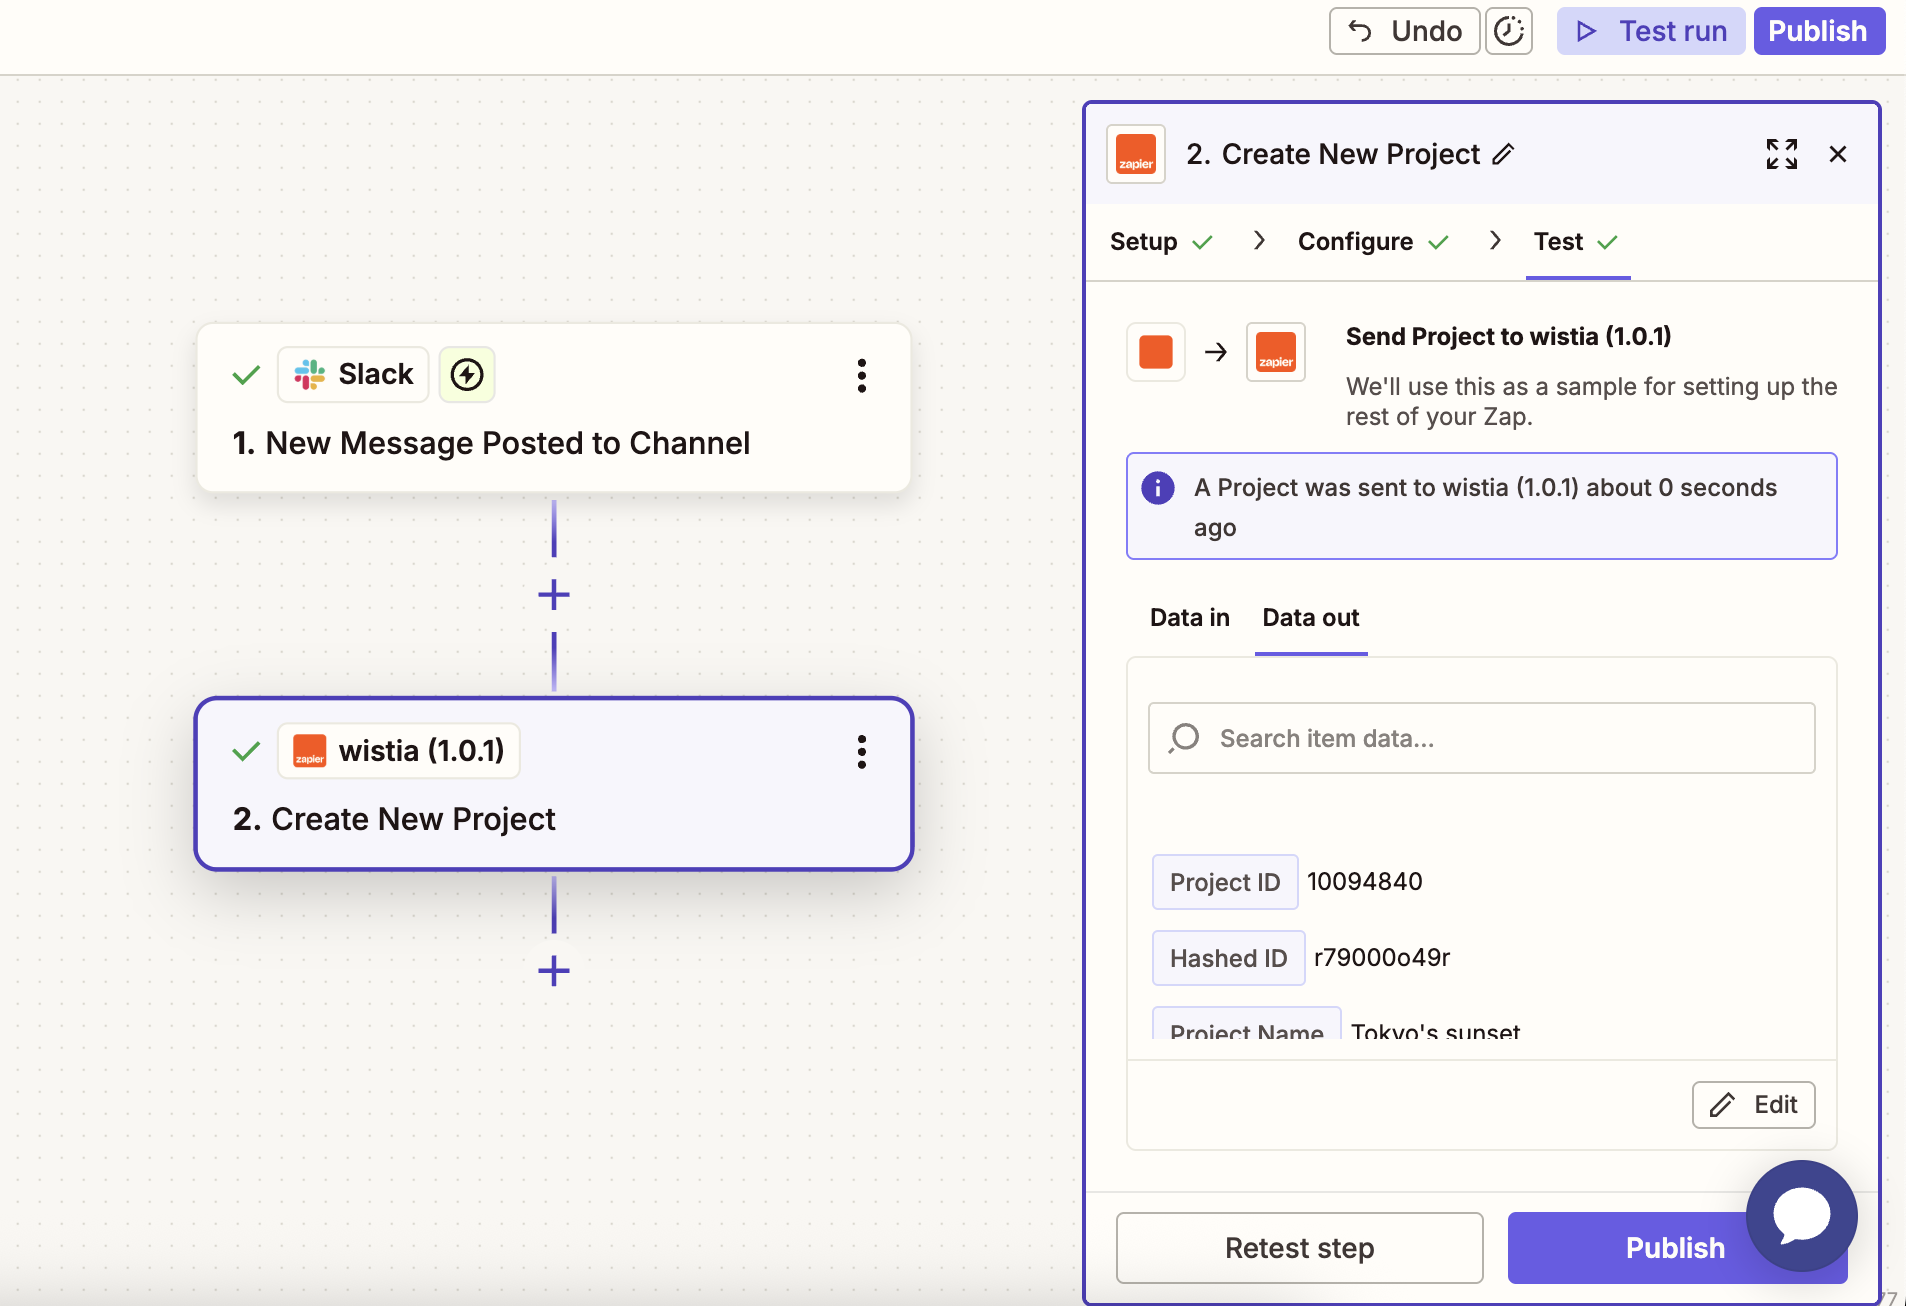 Undo
Test run
Publish
zapier
2. Create New Project
Setup
Configure
Test
zapier
Send Project to wistia (1.0.1)
We'll use this as a sample for setting up the
rest of your Zap.
A Project was sent to wistia (1.0.1) about 0 seconds
ago
Data in
Data out
Search item data...
Project ID 10094840
Hashed ID r79000o49r
Project Name Tokyo's sunset
Edit
Retest step
Publish
Slack
1. New Message Posted to Channel
zapier
wistia (1.0.1)
2. Create New Project